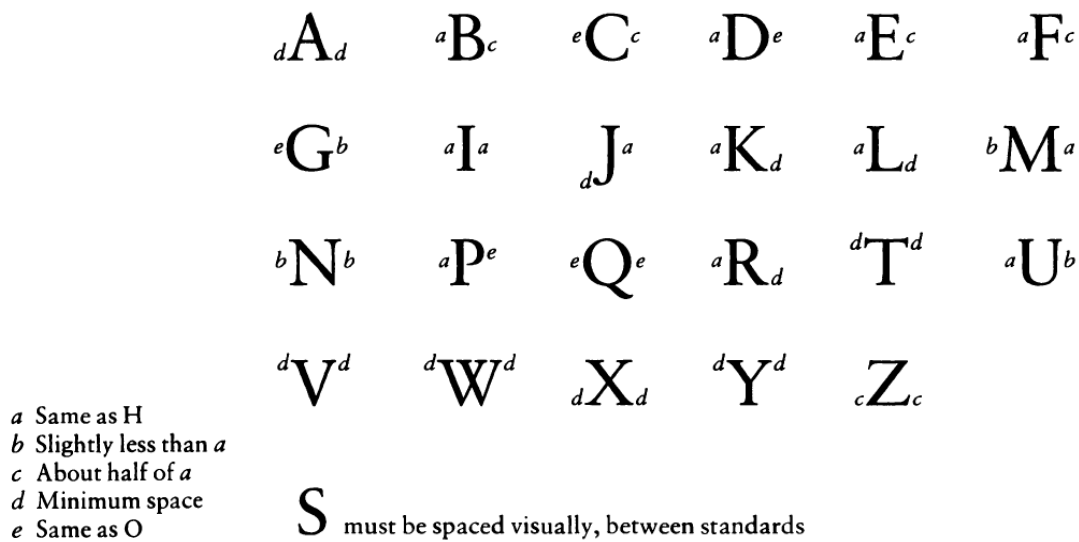 dAd aBc eCc aDe aEc aFc
eGb aIa dJa aKd aLd bMa
bNb aPe eQe aRd dTd aUb
dVd dWd dXd dYd cZc
a Same as H
b Slightly less than a
c About half of a
d Minimum space
e Same as O
S must be spaced visually, between standards